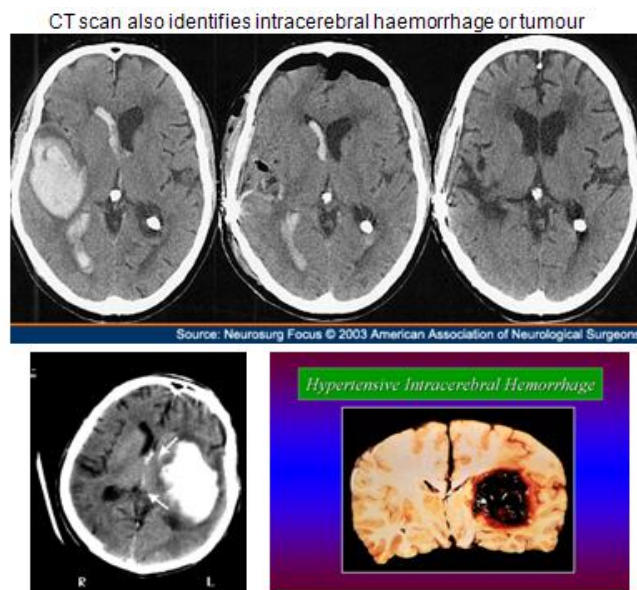 CT scan also identifies intracerebral haemorrhage or tumour
Source: Neurosurg Focus © 2003 American Association of Neurological Surgeons
Hypertensive Intracerebral Hemorrhage
R L